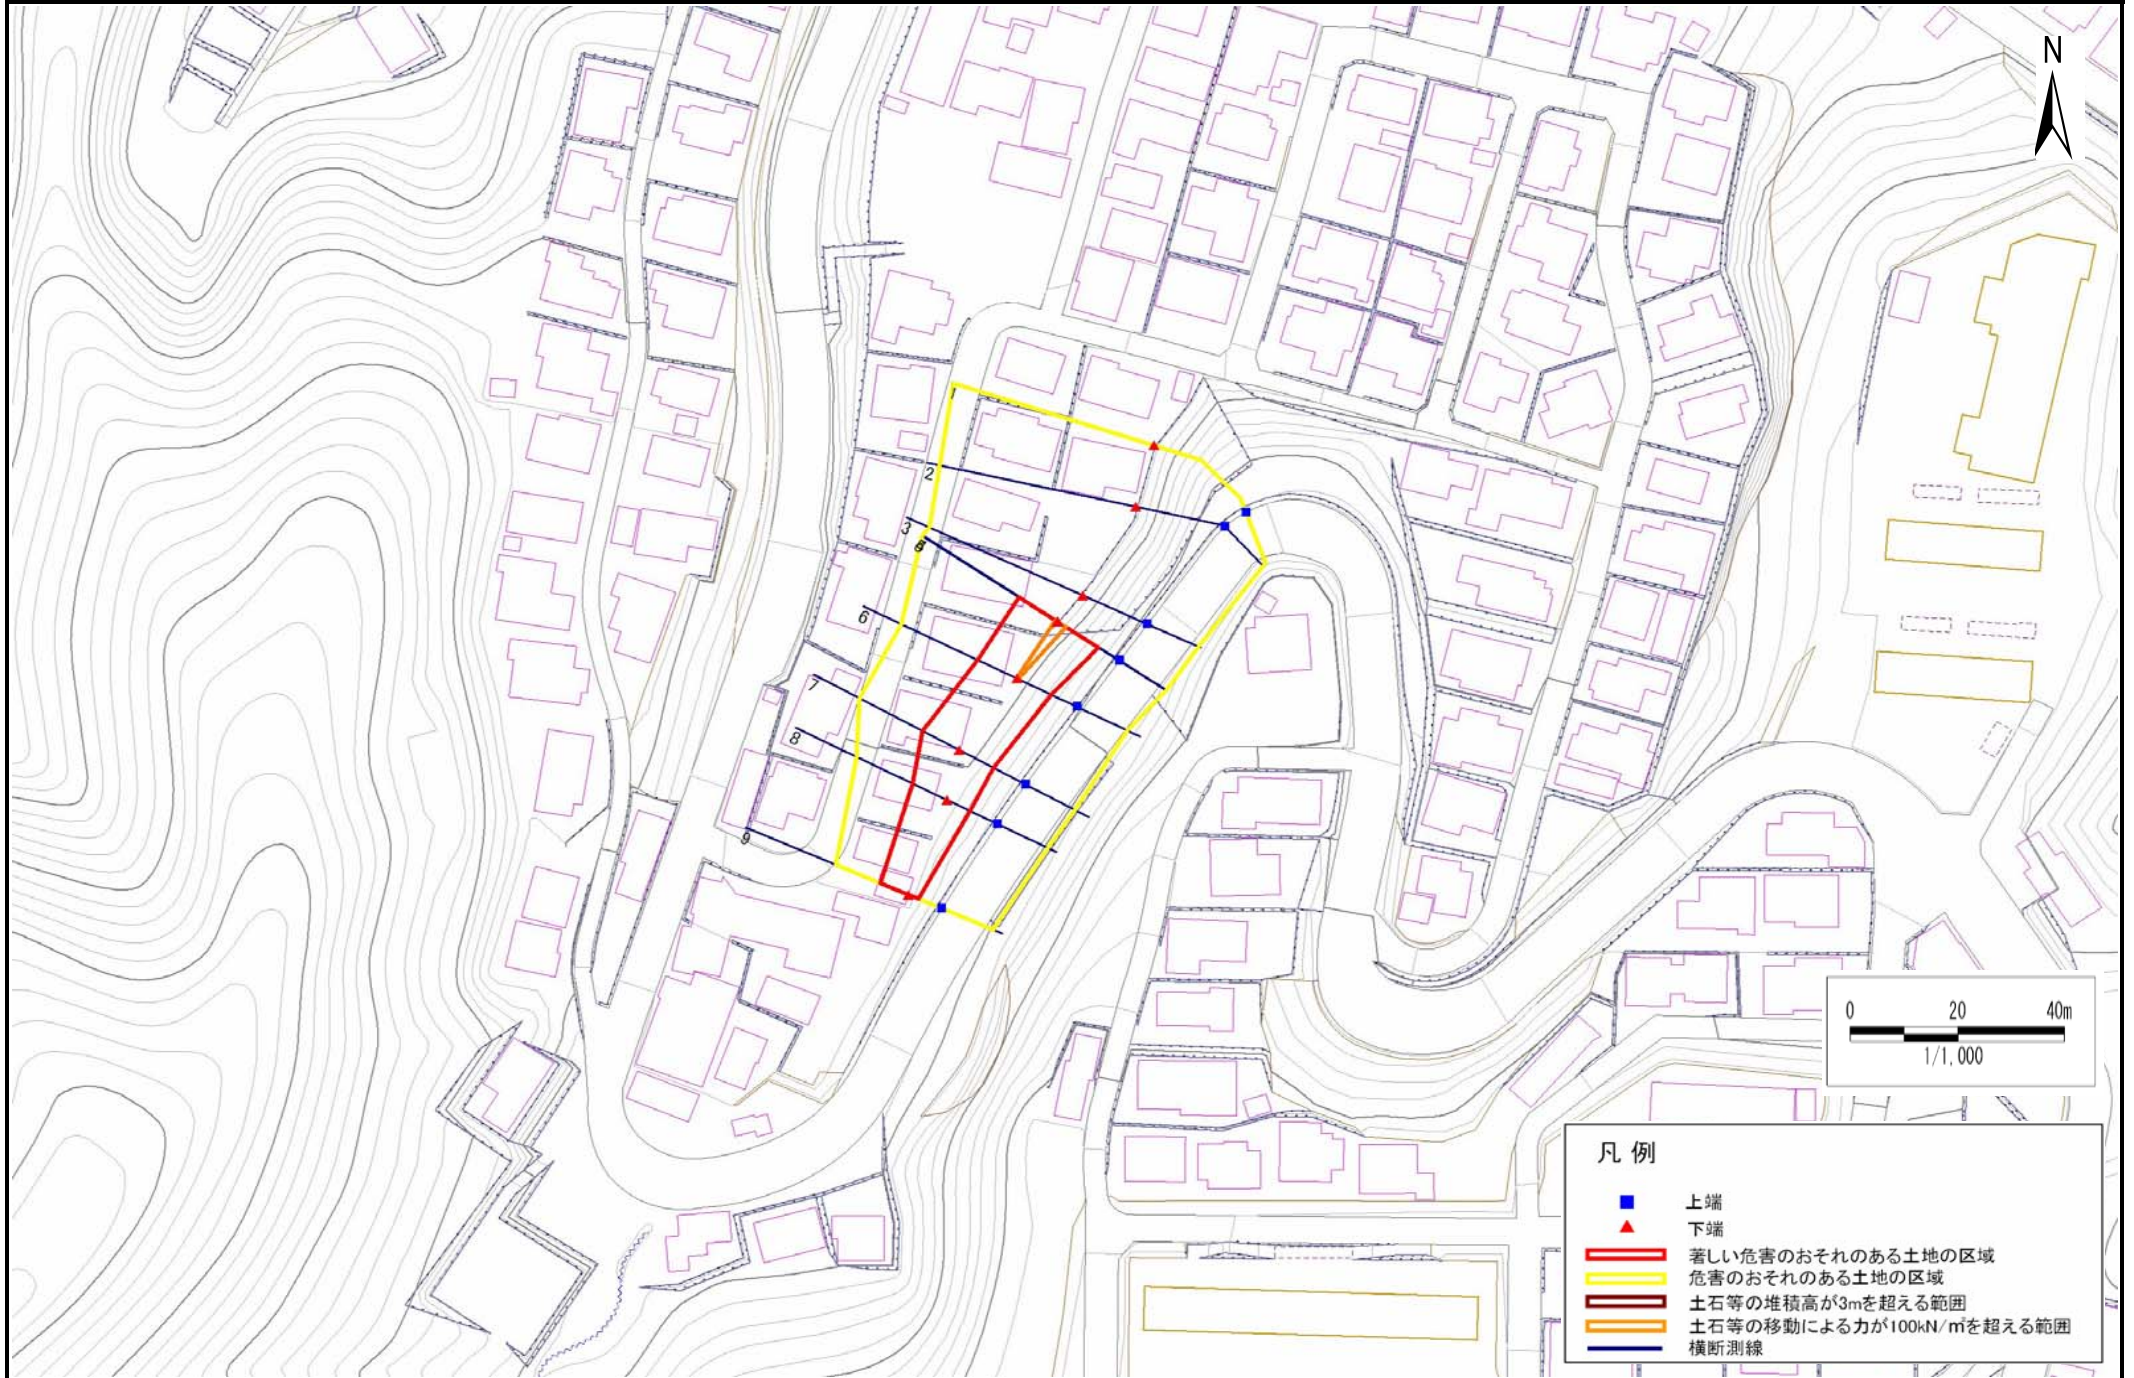 N
1
2
3
6
7
8
9
0 20 40m
1/1,000
凡 例
上端
下端
著しい危害のおそれのある土地の区域
危害のおそれのある土地の区域
土石等の堆積高が3mを超える範囲
土石等の移動による力が100kN/㎡を超える範囲
横断測線